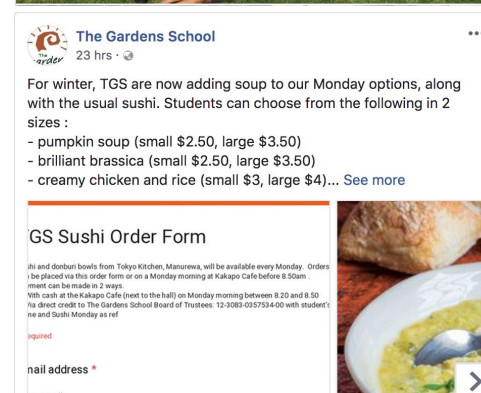 The Gardens School
23 hrs ·
The
Garden
For winter, TGS are now adding soup to our Monday options, along
with the usual sushi. Students can choose from the following in 2
sizes :
- pumpkin soup (small $2.50, large $3.50)
- brilliant brassica (small $2.50, large $3.50)
- creamy chicken and rice (small $3, large $4)... See more
GS Sushi Order Form
hi and donburi bowls from Tokyo Kitchen, Manurewa, will be available every Monday. Orders
be placed via this order form or on a Monday morning at Kakapo Cafe before 8.50am .
ment can be made in 2 ways.
With cash at the Kakapo Cafe (next to the hall) on Monday morning between 8.20 and 8.50
ia direct credit to The Gardens School Board of Trustees: 12-3083-0357534-00 with student's
me and Sushi Monday as ref
equired
mail address *